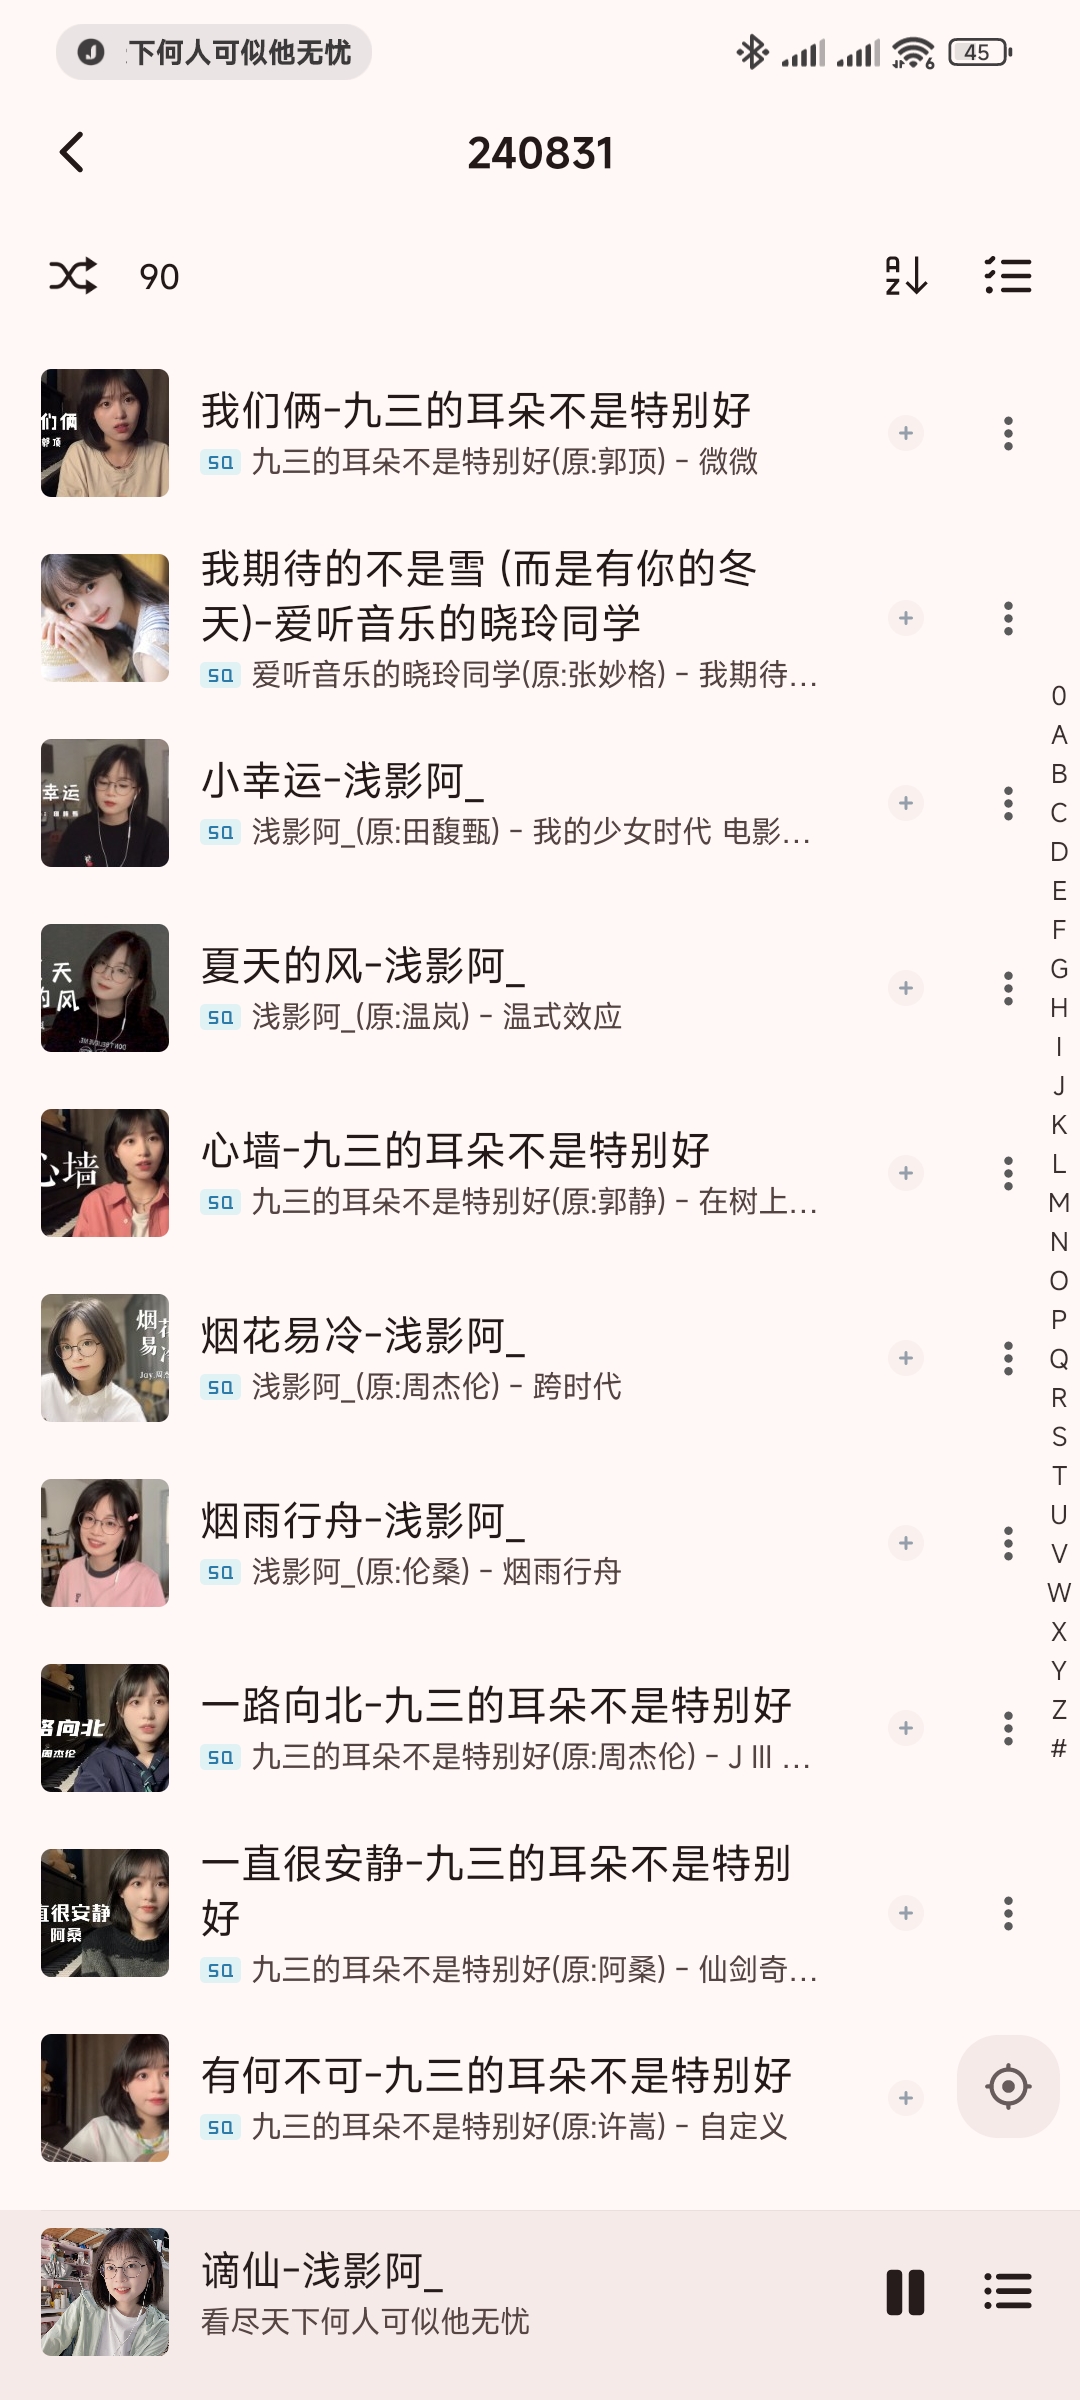 下何人可似他无忧
6
45
240831
90
A
Z
我们俩-九三的耳朵不是特别好
们俩
郭顶
SQ 九三的耳朵不是特别好(原:郭顶) - 微微
我期待的不是雪 (而是有你的冬
天)-爱听音乐的晓玲同学
SQ 爱听音乐的晓玲同学(原:张妙格) - 我期待...
小幸运-浅影阿_
幸运
SQ 浅影阿_(原:田馥甄) - 我的少女时代 电影...
夏天的风-浅影阿_
天
的风
SQ 浅影阿_(原:温岚) - 温式效应
心墙-九三的耳朵不是特别好
心墙
SQ 九三的耳朵不是特别好(原:郭静) - 在树上...
烟花易冷-浅影阿_
烟花
易冷
Jay.周杰
SQ 浅影阿_(原:周杰伦) - 跨时代
烟雨行舟-浅影阿_
SQ 浅影阿_(原:伦桑) - 烟雨行舟
一路向北-九三的耳朵不是特别好
路向北
周杰伦
SQ 九三的耳朵不是特别好(原:周杰伦) - J III ...
一直很安静-九三的耳朵不是特别
好
直很安静
阿桑
SQ 九三的耳朵不是特别好(原:阿桑) - 仙剑奇...
有何不可-九三的耳朵不是特别好
SQ 九三的耳朵不是特别好(原:许嵩) - 自定义
0
A
B
C
D
E
F
G
H
I
J
K
L
M
N
O
P
Q
R
S
T
U
V
W
X
Y
Z
#
谪仙-浅影阿_
看尽天下何人可似他无忧